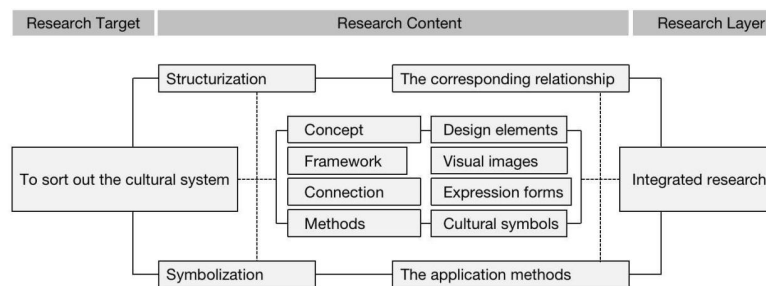 Research Target Research Content Research Layer
Structurization The corresponding relationship
Concept Design elements
Framework Visual images
To sort out the cultural system Integrated research
Connection Expression forms
Methods Cultural symbols
Symbolization The application methods